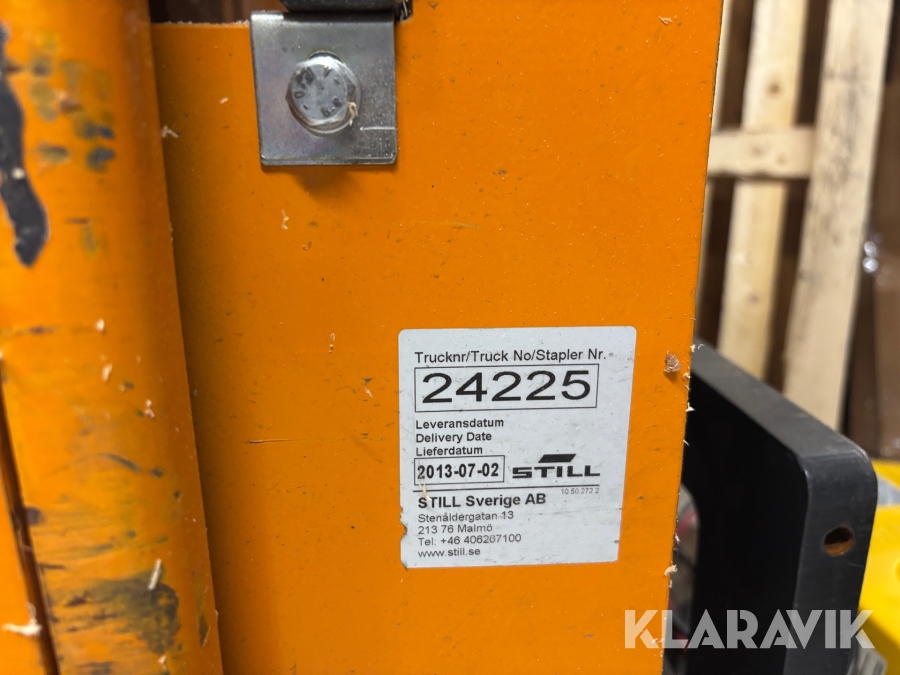 Trucknr/Truck No/Stapler Nr.
24225
Leveransdatum
Delivery Date
Lieferdatum
2013-07-02 STILL
10.50.272.2
STILL Sverige AB
Stenåldergatan 13
213 76 Malmö
Tel: +46 406267100
www.still.se
KLARAVIK